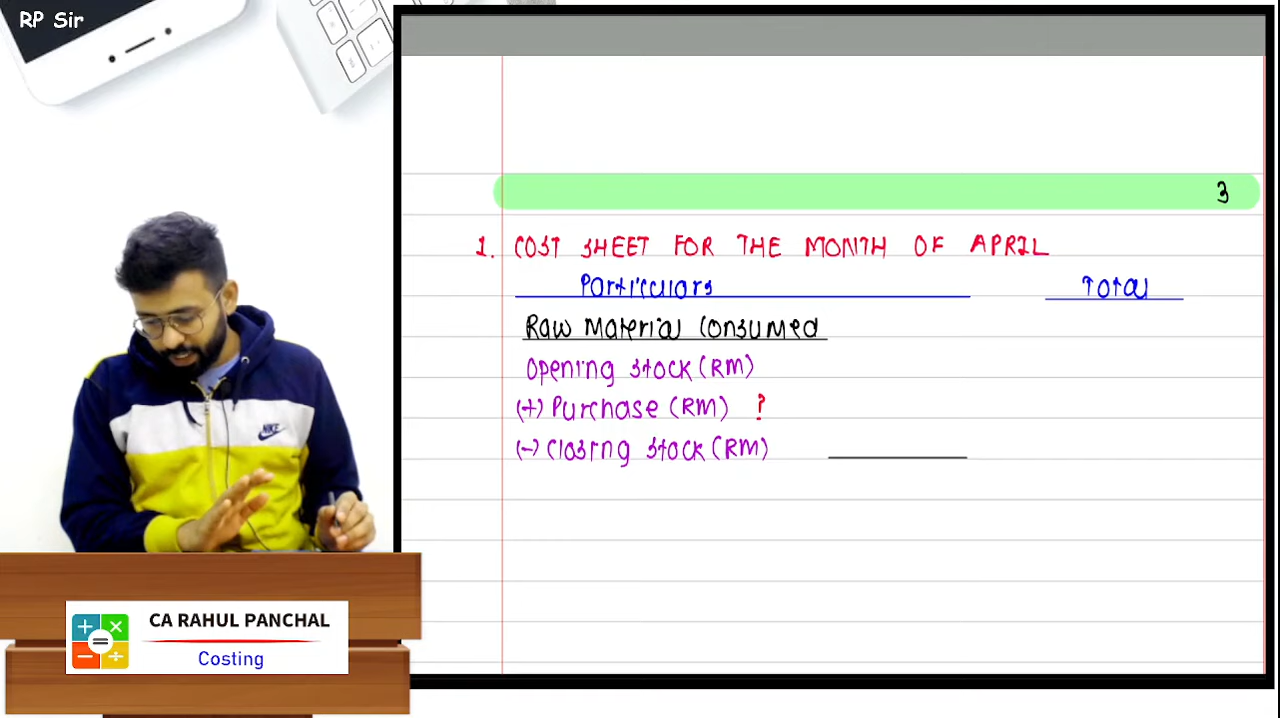 RP Sir
3
1. COST SHEET FOR THE MONTH OF APRIL
Particulars Total
Raw Material Consumed
Opening Stock (RM)
(+) Purchase (RM) ?
(-) Closing Stock (RM)
NIKE
CA RAHUL PANCHAL
Costing